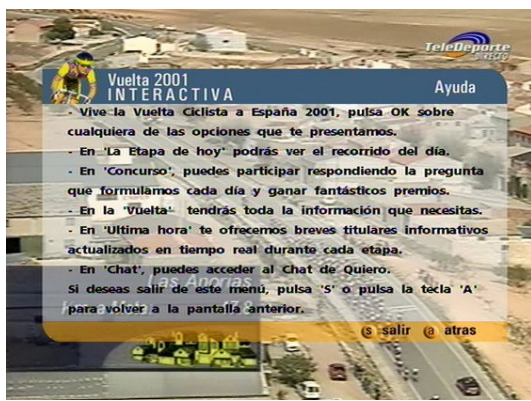 TeleDeporte
DIRECTO
Vuelta 2001
INTERACTIVA
Ayuda
- Vive la Vuelta Ciclista a España 2001, pulsa OK sobre
cualquiera de las opciones que te presentamos.
- En 'La Etapa de hoy' podrás ver el recorrido del día.
- En 'Concurso', puedes participar respondiendo la pregunta
que formulamos cada día y ganar fantásticos premios.
- En la 'Vuelta' tendrás toda la información que necesitas.
- En 'Ultima hora' te ofrecemos breves titulares informativos
actualizados en tiempo real durante cada etapa.
- En 'Chat', puedes acceder al Chat de Quiero.
Si deseas salir de este menú, pulsa 'S' o pulsa la tecla 'A'
para volver a la pantalla anterior.
s salir a atras